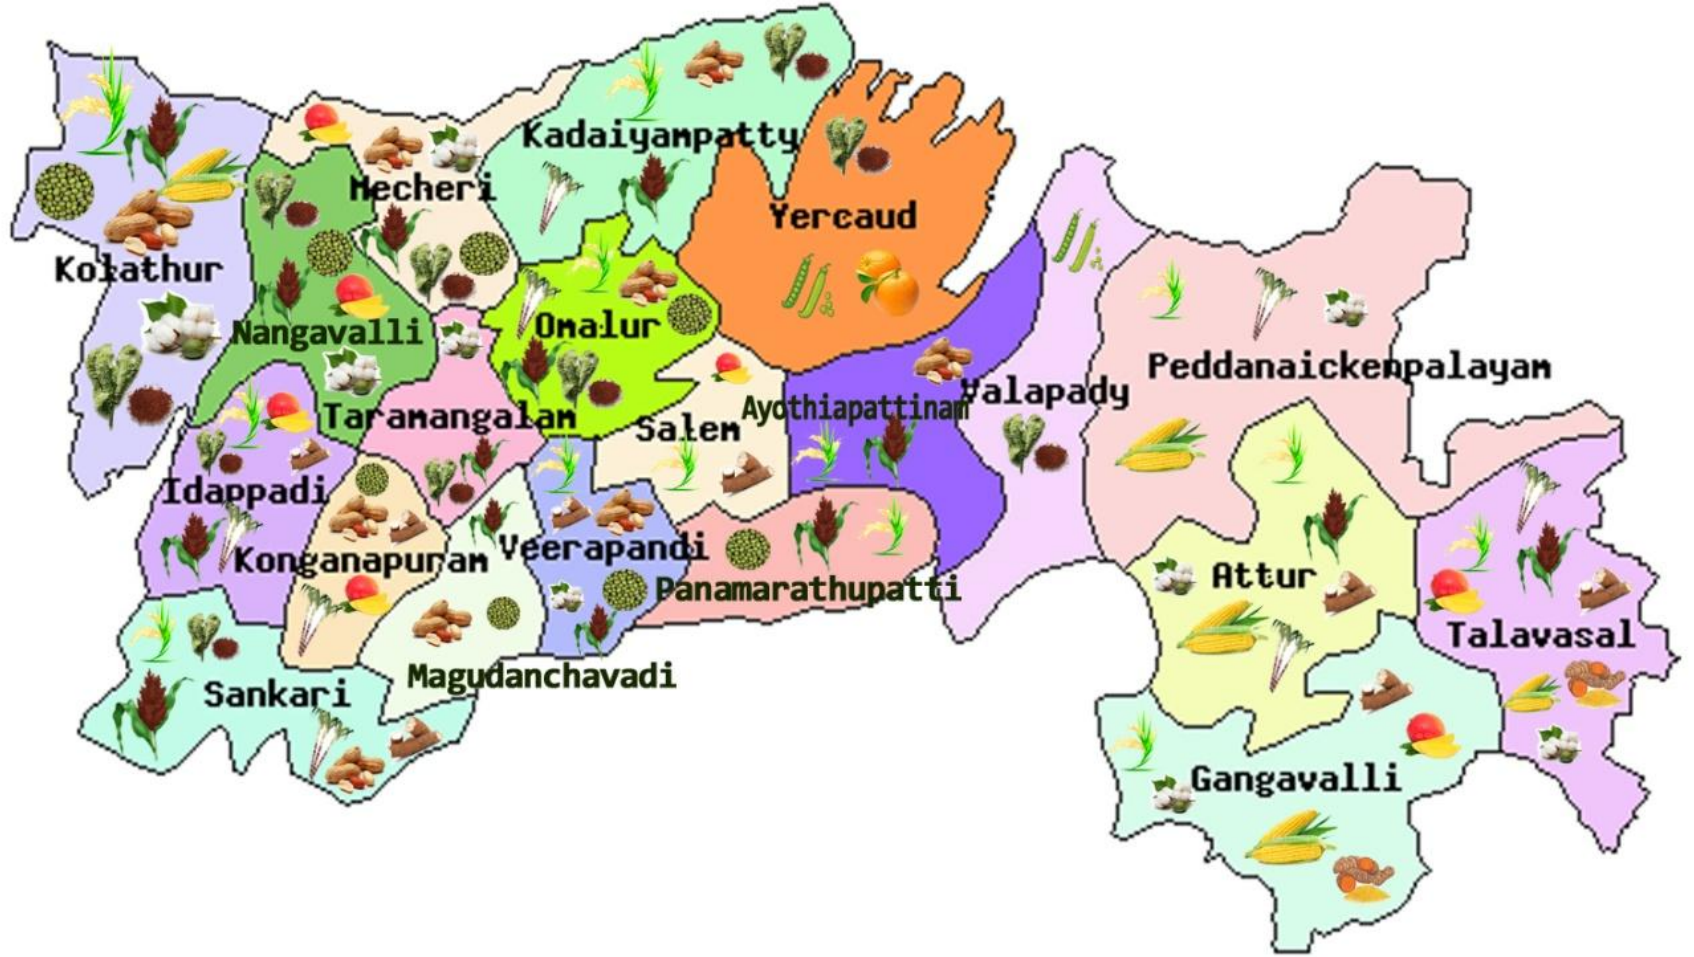 Kadaiyampatty
Mecheri
Yercaud
Kolathur
Nangavalli
Omalur
Peddanaickenpalayam
Valapady
Ayothiapattinam
Taramangalam
Salem
Idappadi
Konganapuram
Veerapandi
Attur
Panamarathupatti
Talavasal
Magudanchavadi
Sankari
Gangavalli